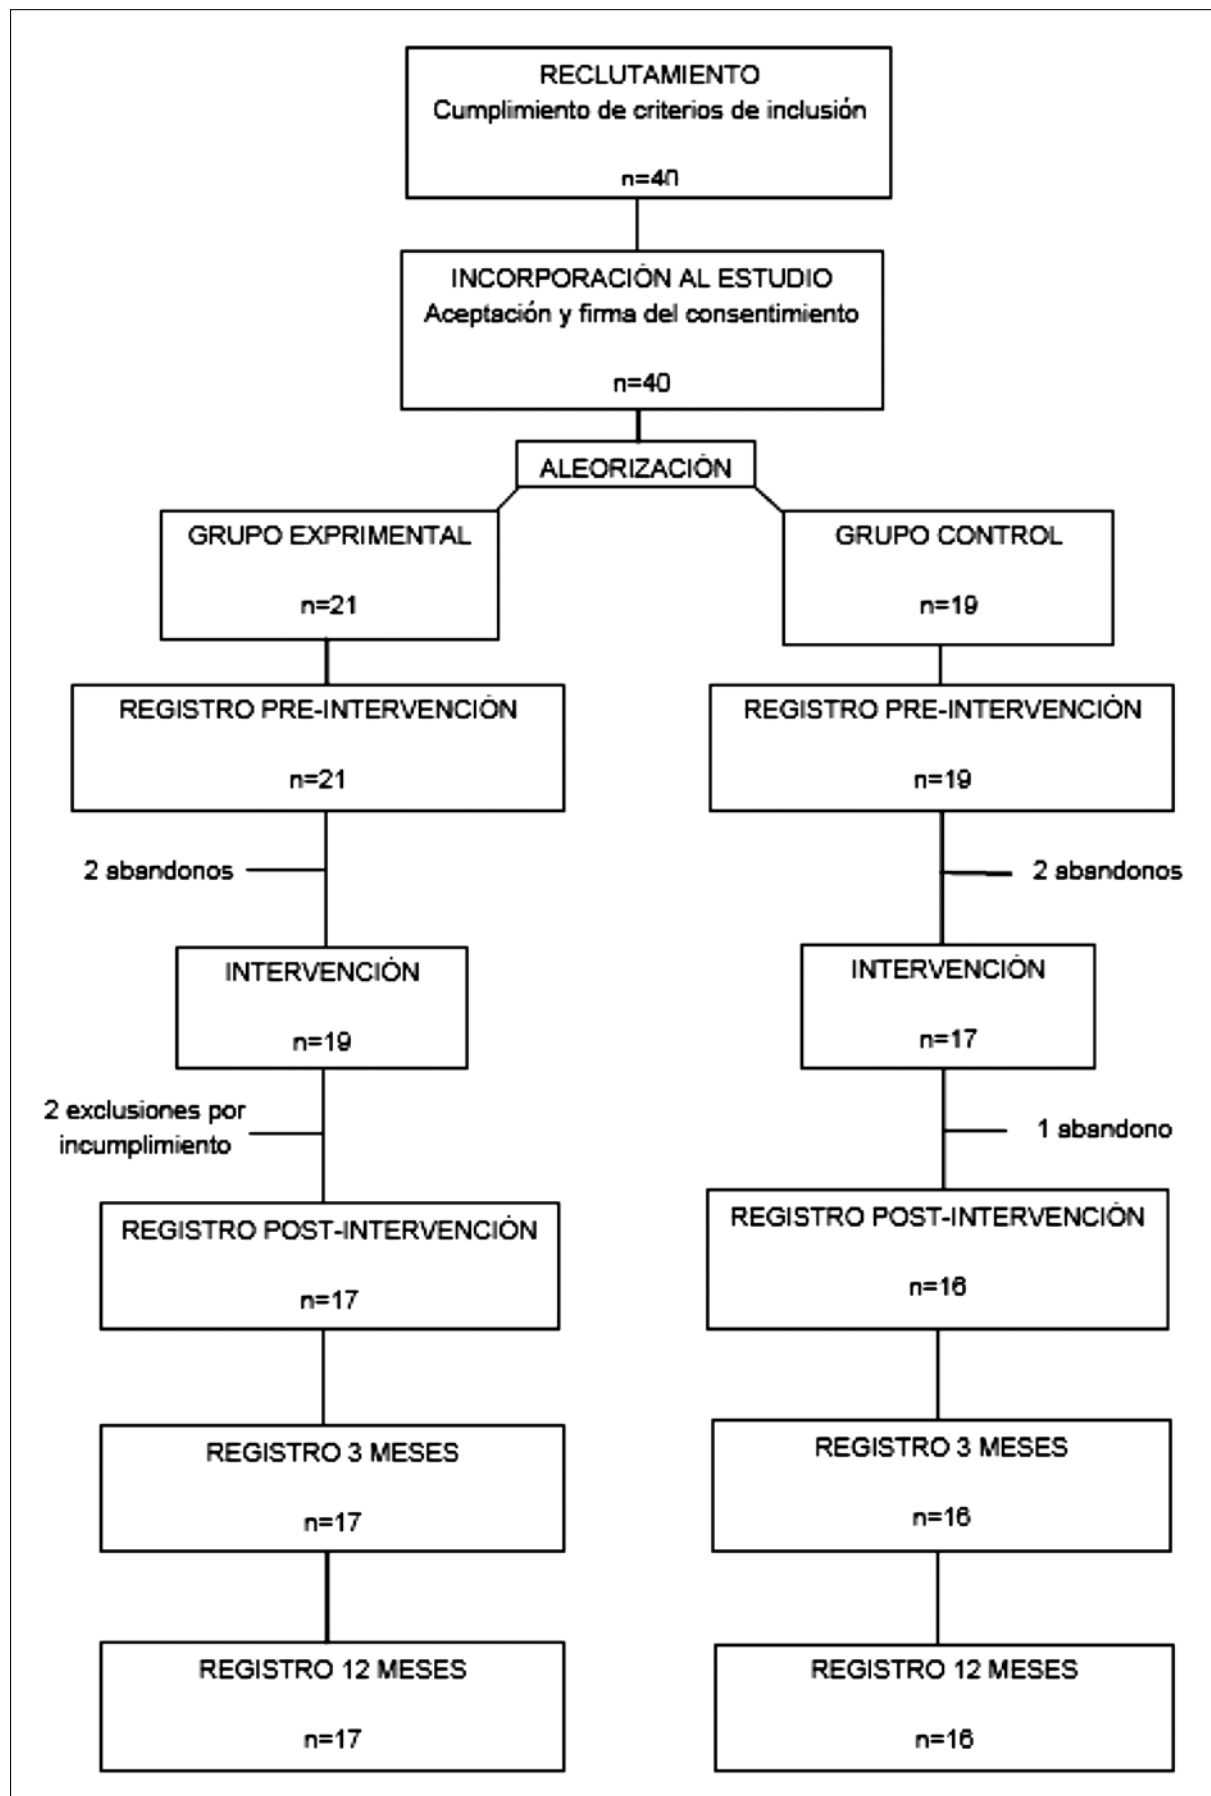 RECLUTAMIENTO
Cumplimiento de criterios de inclusión
n=40
INCORPORACIÓN AL ESTUDIO
Aceptación y firma del consentimiento
n=40
ALEORIZACIÓN
GRUPO EXPRIMENTAL
n=21
GRUPO CONTROL
n=19
REGISTRO PRE-INTERVENCIÓN
n=21
REGISTRO PRE-INTERVENCIÓN
n=19
2 abandonos
2 abandonos
INTERVENCIÓN
n=19
INTERVENCIÓN
n=17
2 exclusiones por
incumplimiento
1 abandono
REGISTRO POST-INTERVENCIÓN
n=17
REGISTRO POST-INTERVENCIÓN
n=16
REGISTRO 3 MESES
n=17
REGISTRO 3 MESES
n=16
REGISTRO 12 MESES
n=17
REGISTRO 12 MESES
n=16